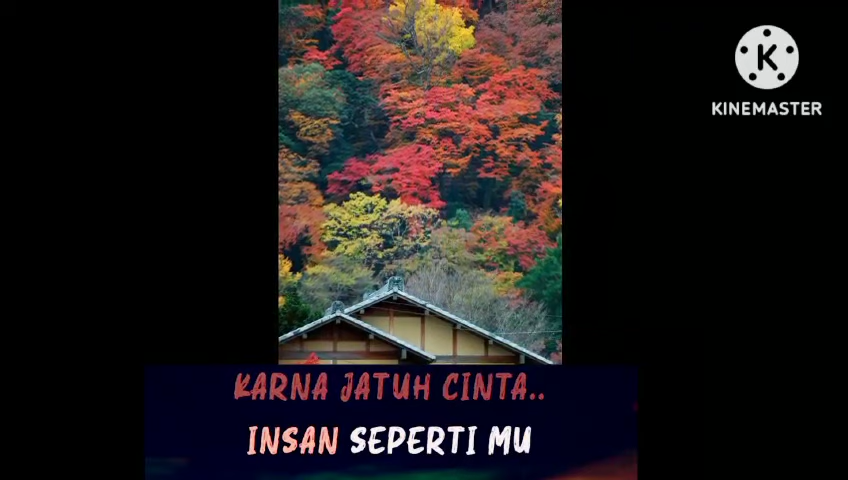 KINEMASTER
KARNA JATUH CINTA..
INSAN SEPERTI MU